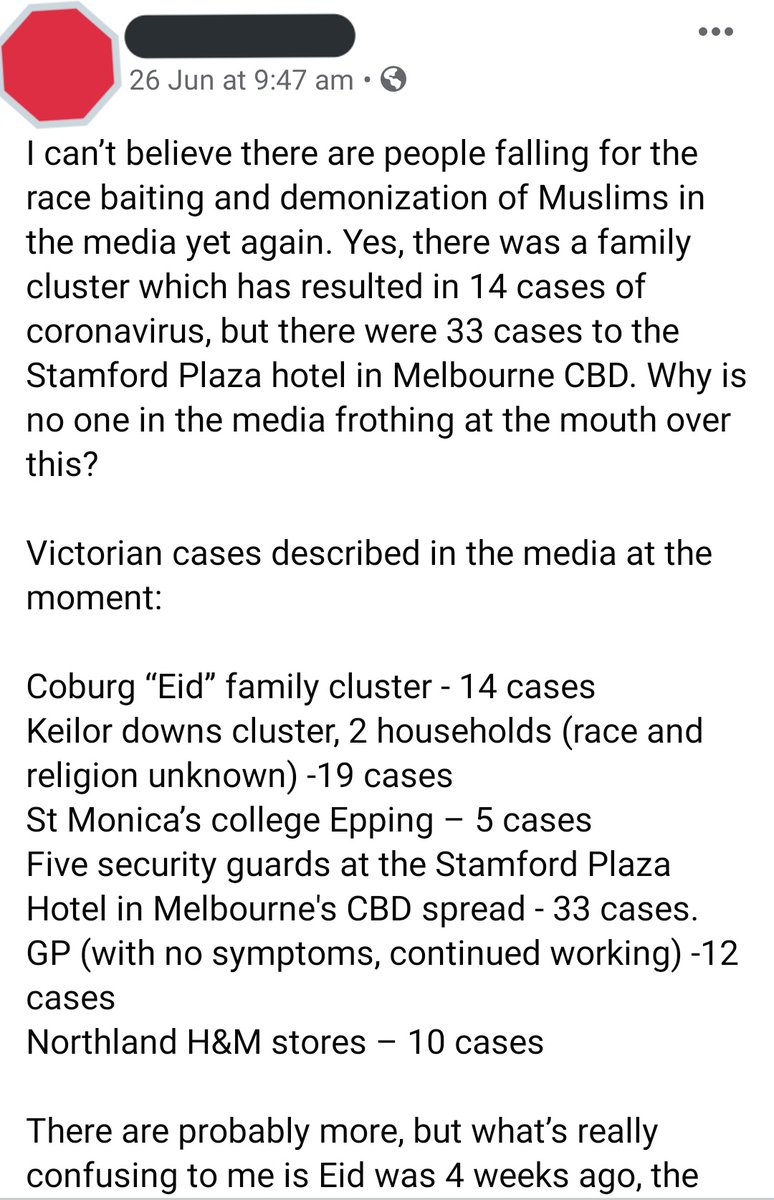 26 Jun at 9:47 am •
I can’t believe there are people falling for the
race baiting and demonization of Muslims in
the media yet again. Yes, there was a family
cluster which has resulted in 14 cases of
coronavirus, but there were 33 cases to the
Stamford Plaza hotel in Melbourne CBD. Why is
no one in the media frothing at the mouth over
this?
Victorian cases described in the media at the
moment:
Coburg “Eid” family cluster - 14 cases
Keilor downs cluster, 2 households (race and
religion unknown) -19 cases
St Monica’s college Epping – 5 cases
Five security guards at the Stamford Plaza
Hotel in Melbourne's CBD spread - 33 cases.
GP (with no symptoms, continued working) -12
cases
Northland H&M stores – 10 cases
There are probably more, but what’s really
confusing to me is Eid was 4 weeks ago, the